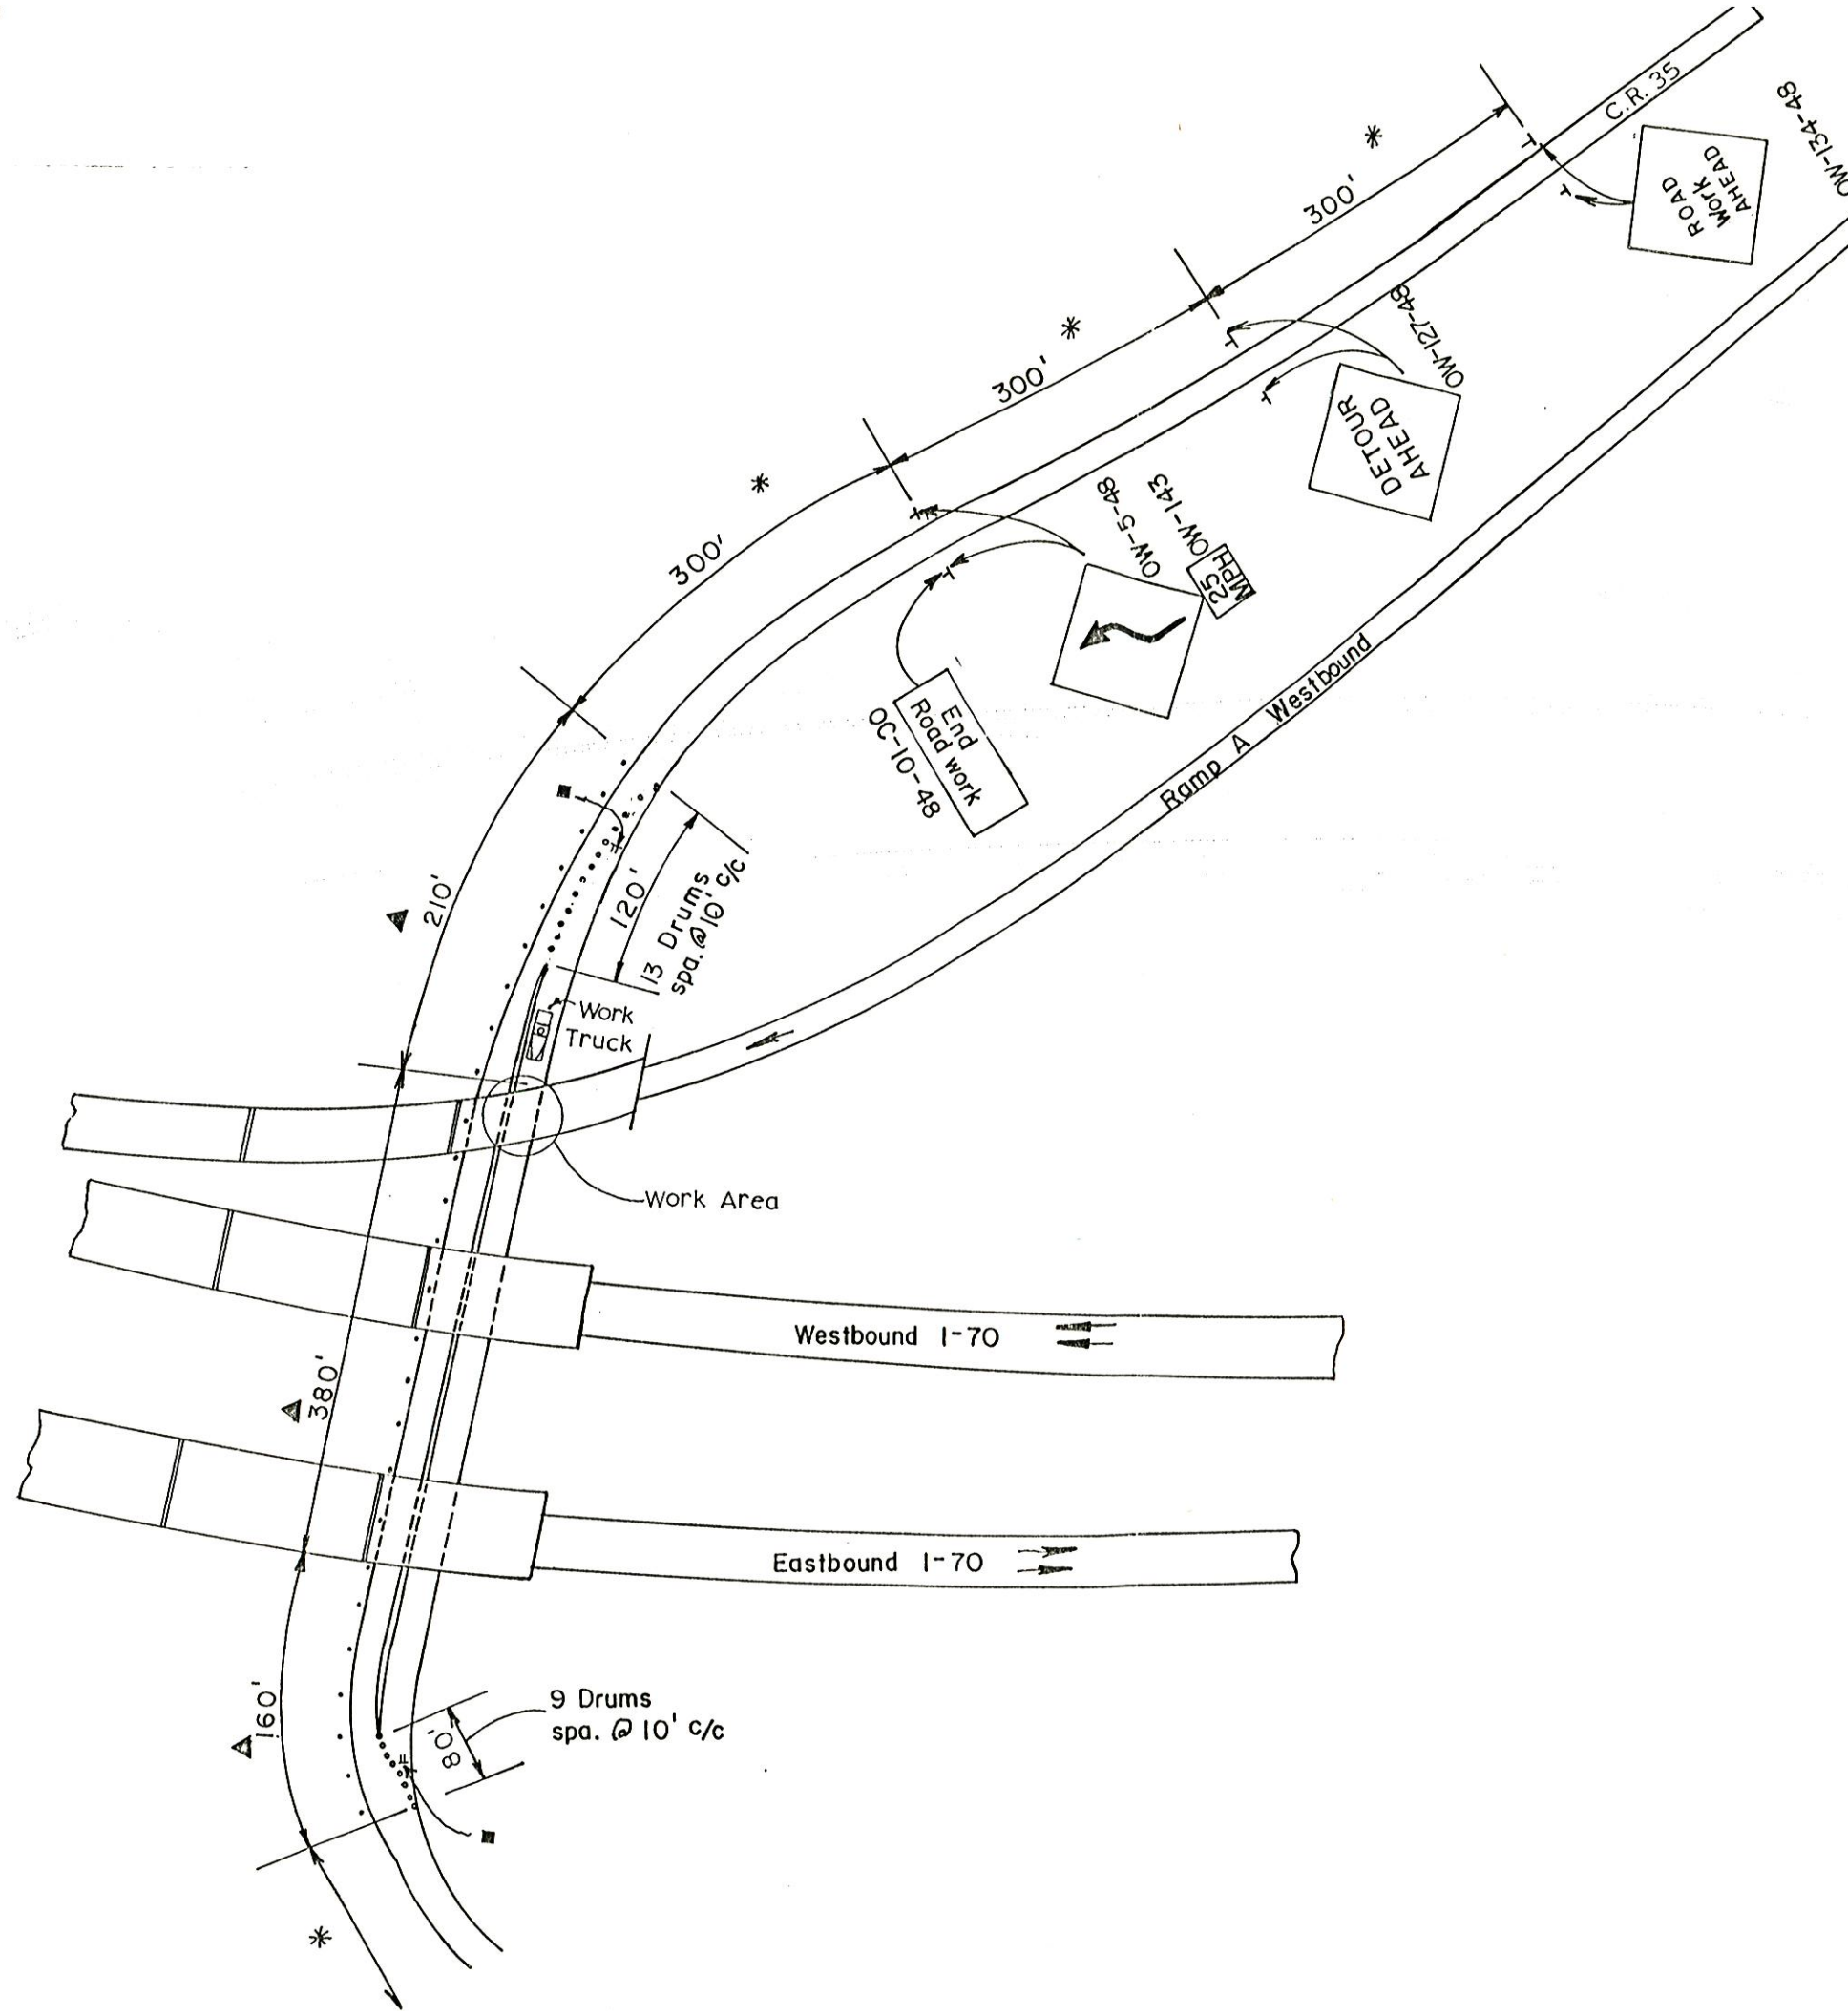 C.R. 35
OW-134-48
ROAD
Work
AHEAD
300'
*
300'
*
OW-127-48
DETOUR
AHEAD
300'
*
OW-5-48
OW-143
25
MPH
End
Road work
OC-10-48
Ramp A Westbound
210'
120'
13 Drums
spa. @ 10' c/c
Work
Truck
Work Area
Westbound I-70
380'
Eastbound I-70
160'
80'
9 Drums
spa. @ 10' c/c
*